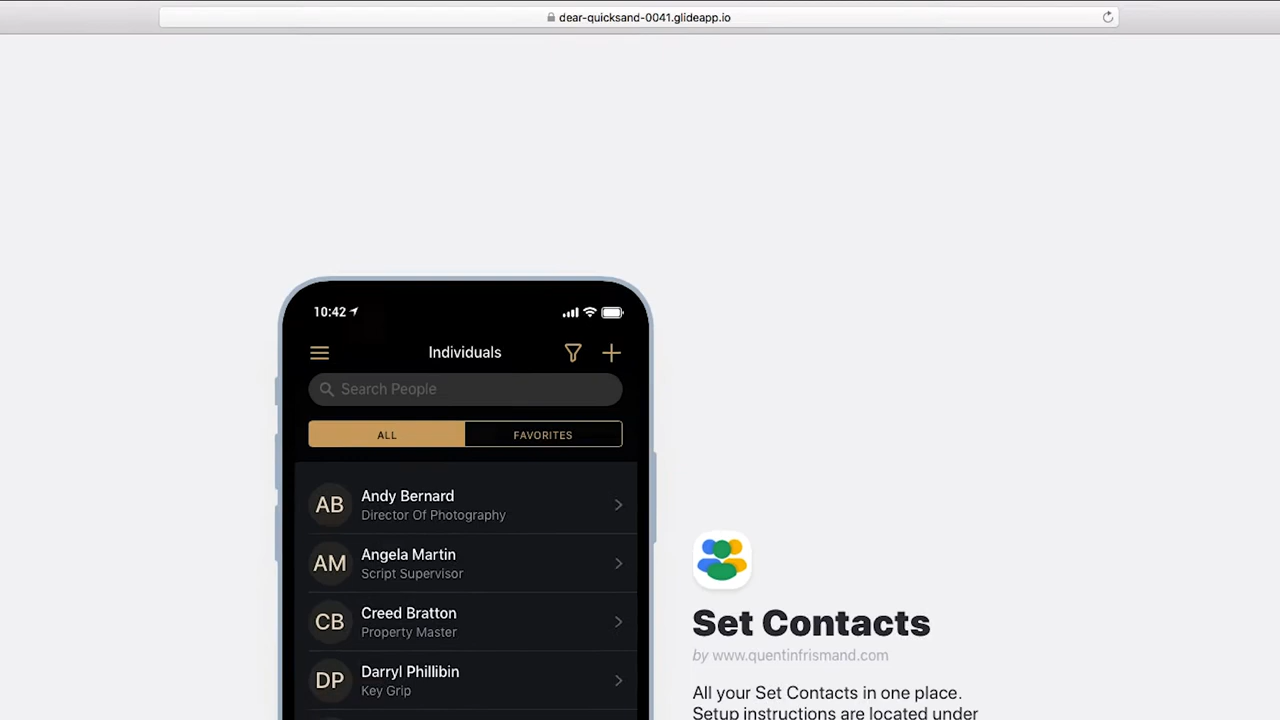 dear-quicksand-0041.glideapp.io
10:42
Individuals
Search People
ALL
FAVORITES
AB
Andy Bernard
Director Of Photography
AM
Angela Martin
Script Supervisor
CB
Creed Bratton
Property Master
DP
Darryl Phillibin
Key Grip
Set Contacts
by www.quentinfrismand.com
All your Set Contacts in one place.
Setup instructions are located under